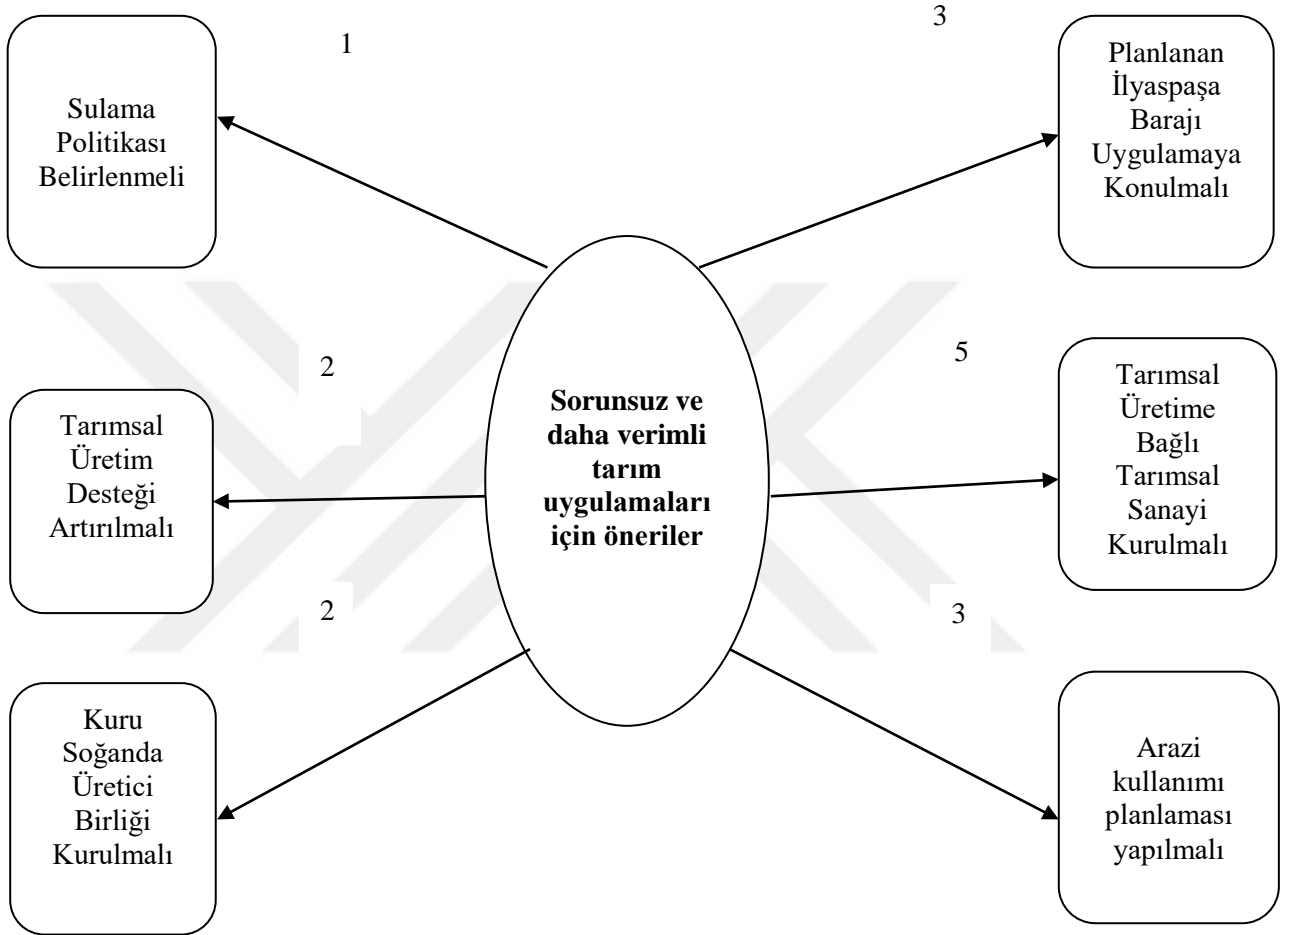 1
3
Sulama
Politikası
Belirlenmeli
Planlanan
İlyaspaşa
Barajı
Uygulamaya
Konulmalı
2
5
Tarımsal
Üretim
Desteği
Artırılmalı
Sorunsuz ve
daha verimli
tarım
uygulamaları
için öneriler
Tarımsal
Üretime
Bağlı
Tarımsal
Sanayi
Kurulmalı
2
3
Kuru
Soğanda
Üretici
Birliği
Kurulmalı
Arazi
kullanımı
planlaması
yapılmalı